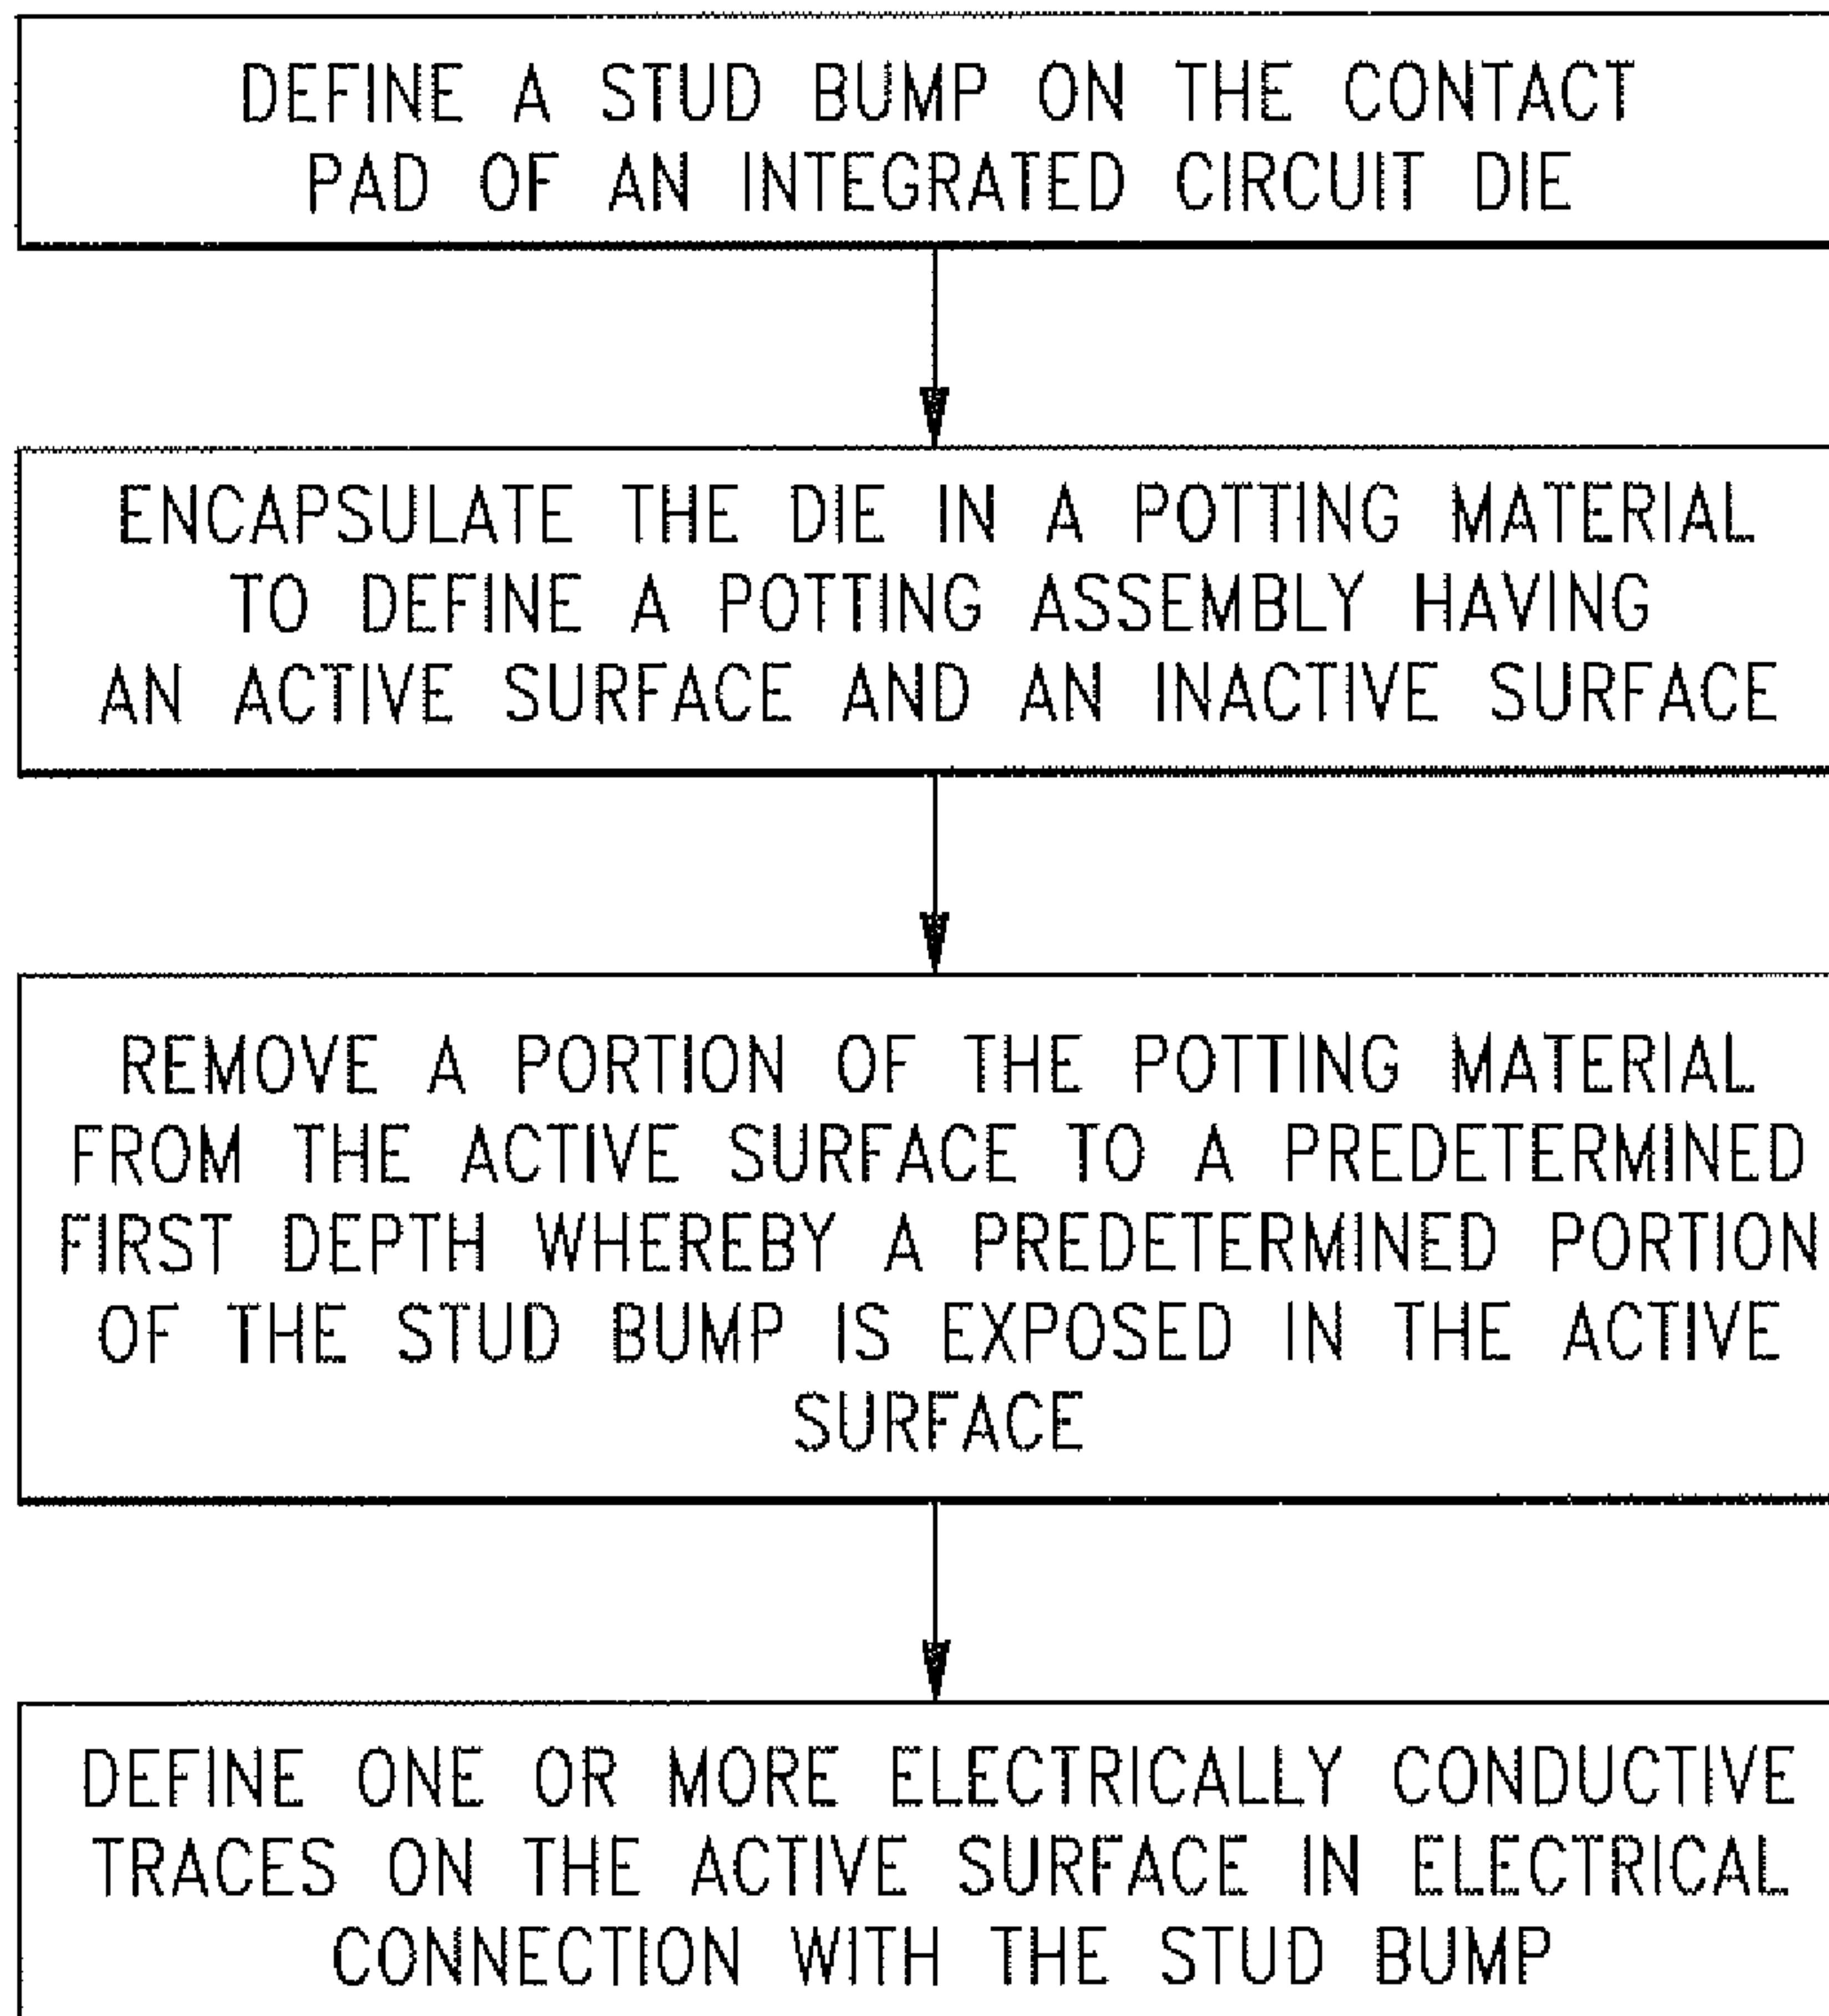 DEFINE A STUD BUMP ON THE CONTACT
PAD OF AN INTEGRATED CIRCUIT DIE
ENCAPSULATE THE DIE IN A POTTING MATERIAL
TO DEFINE A POTTING ASSEMBLY HAVING
AN ACTIVE SURFACE AND AN INACTIVE SURFACE
REMOVE A PORTION OF THE POTTING MATERIAL
FROM THE ACTIVE SURFACE TO A PREDETERMINED
FIRST DEPTH WHEREBY A PREDETERMINED PORTION
OF THE STUD BUMP IS EXPOSED IN THE ACTIVE
SURFACE
DEFINE ONE OR MORE ELECTRICALLY CONDUCTIVE
TRACES ON THE ACTIVE SURFACE IN ELECTRICAL
CONNECTION WITH THE STUD BUMP